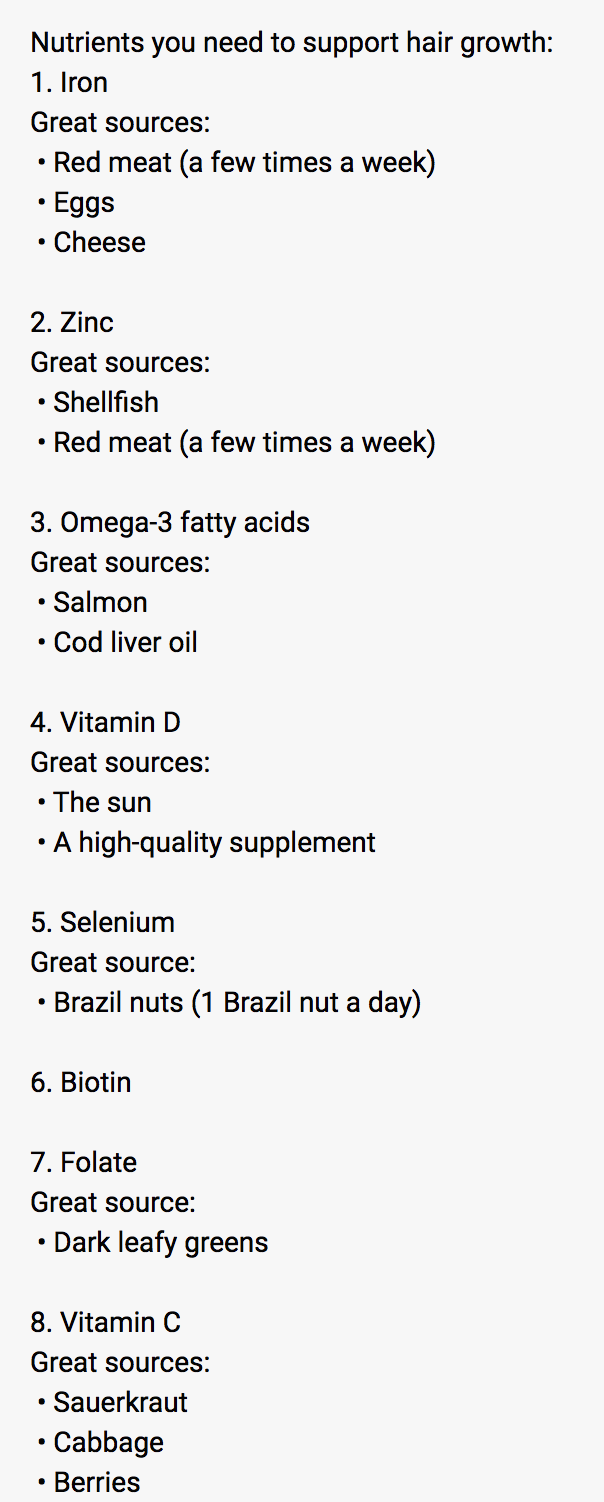 Nutrients you need to support hair growth:
1. Iron
Great sources:
• Red meat (a few times a week)
• Eggs
• Cheese
2. Zinc
Great sources:
• Shellfish
• Red meat (a few times a week)
3. Omega-3 fatty acids
Great sources:
• Salmon
• Cod liver oil
4. Vitamin D
Great sources:
• The sun
• A high-quality supplement
5. Selenium
Great source:
• Brazil nuts (1 Brazil nut a day)
6. Biotin
7. Folate
Great source:
• Dark leafy greens
8. Vitamin C
Great sources:
• Sauerkraut
• Cabbage
• Berries